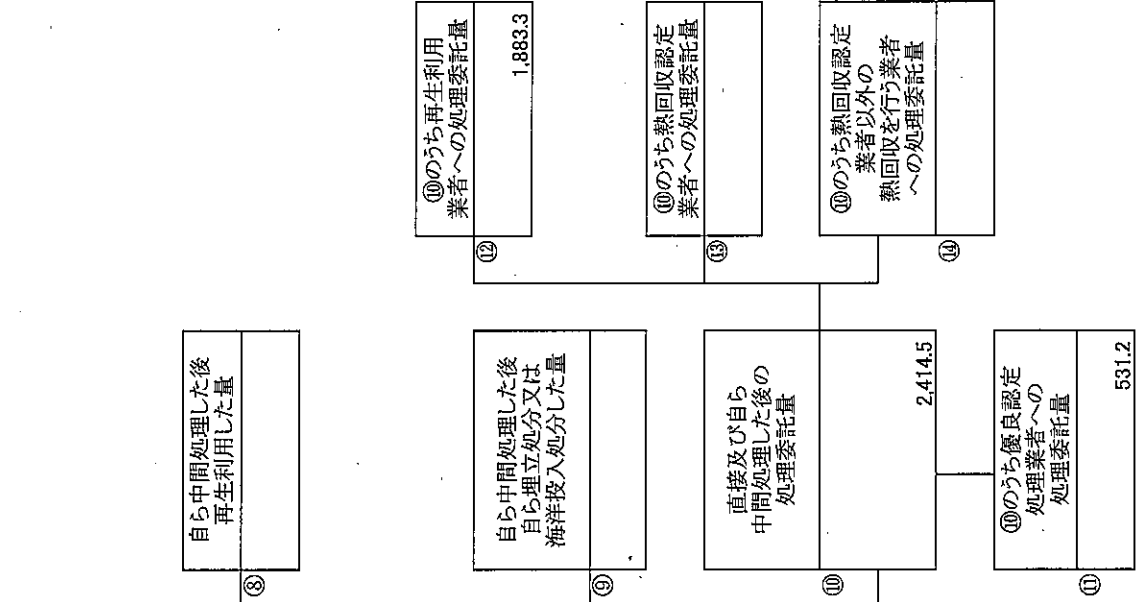 ⑧
自ら中間処理した後
再生利用した量
⑨
自ら中間処理した後
自ら埋立処分又は
海洋投入処分した量
⑩
直接及び自ら
中間処理した後の
処理委託量
2,414.5
⑪
⑩のうち優良認定
処理業者への
処理委託量
531.2
⑫
⑩のうち再生利用
業者への処理委託量
1,883.3
⑬
⑩のうち熱回収認定
業者への処理委託量
⑭
⑩のうち熱回収認定
業者以外の
熱回収を行う業者
への処理委託量